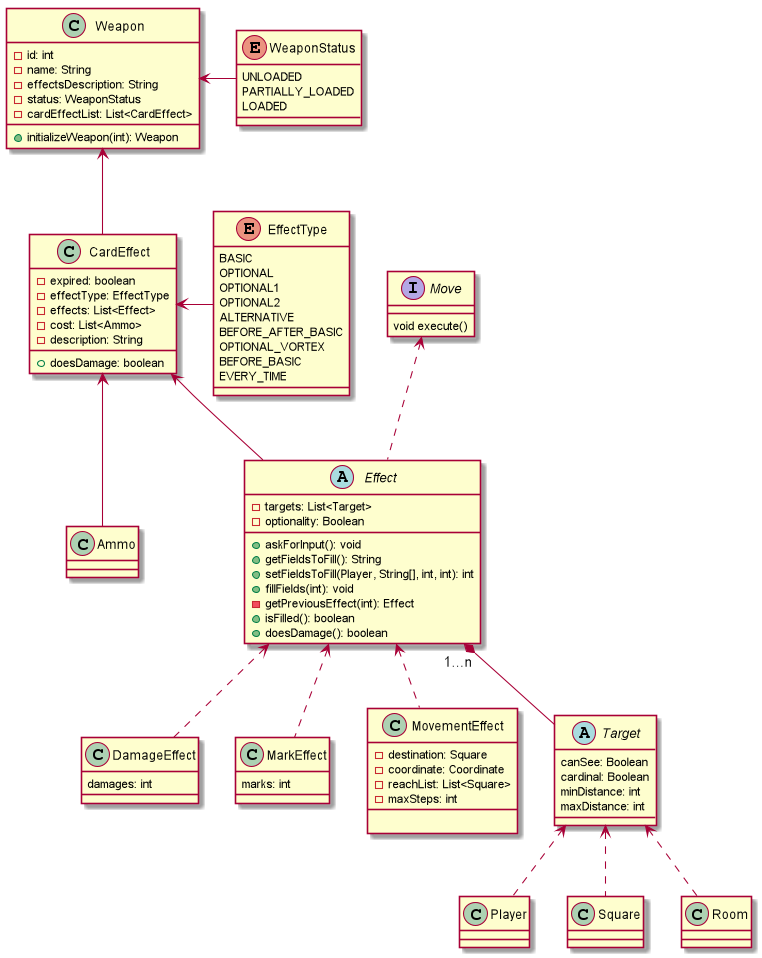 C Weapon
id: int
name: String
effectsDescription: String
status: WeaponStatus
cardEffectList: List<CardEffect>
initializeWeapon(int): Weapon
E WeaponStatus
UNLOADED
PARTIALLY_LOADED
LOADED
C CardEffect
expired: boolean
effectType: EffectType
effects: List<Effect>
cost: List<Ammo>
description: String
doesDamage: boolean
E EffectType
BASIC
OPTIONAL
OPTIONAL1
OPTIONAL2
ALTERNATIVE
BEFORE_AFTER_BASIC
OPTIONAL_VORTEX
BEFORE_BASIC
EVERY_TIME
I Move
void execute()
A Effect
targets: List<Target>
optionality: Boolean
askForInput(): void
getFieldsToFill(): String
setFieldsToFill(Player, String[], int, int): int
fillFields(int): void
getPreviousEffect(int): Effect
isFilled(): boolean
doesDamage(): boolean
C Ammo
1...n
C DamageEffect
damages: int
C MarkEffect
marks: int
C MovementEffect
destination: Square
coordinate: Coordinate
reachList: List<Square>
maxSteps: int
A Target
canSee: Boolean
cardinal: Boolean
minDistance: int
maxDistance: int
C Player
C Square
C Room